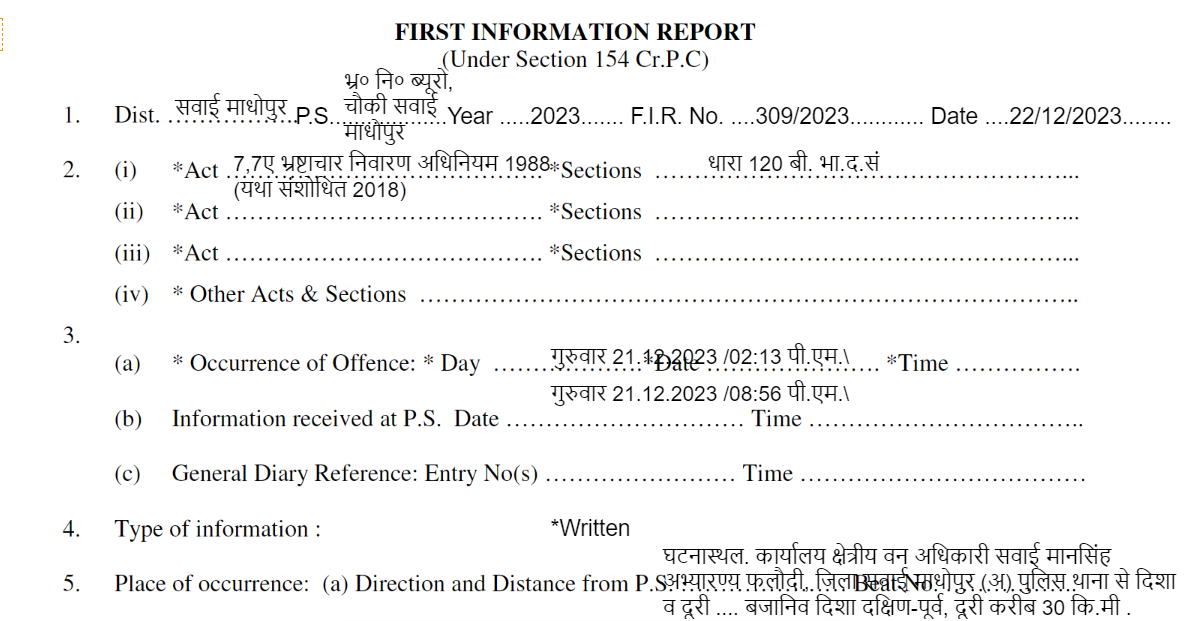 FIRST INFORMATION REPORT
(Under Section 154 Cr.P.C)
1. Dist. ...सवाई माधोपुर...P.S....भ्र० नि० ब्यूरो, चौकी सवाई माधोपुर...Year .....2023....... F.I.R. No. ....309/2023............ Date ....22/12/2023........
2. (i) *Act ...7,7ए भ्रष्टाचार निवारण अधिनियम 1988...*Sections ...धारा 120 बी. भा.द.सं...
(यथा संशोधित 2018)
(ii) *Act ... *Sections ...
(iii) *Act ... *Sections ...
(iv) * Other Acts & Sections ...
3.
(a) * Occurrence of Offence: * Day ...गुरुवार 21.12.2023 /02:13 पी.एम.\ *Date ... *Time ...
गुरुवार 21.12.2023 /08:56 पी.एम.\
(b) Information received at P.S. Date ... Time ...
(c) General Diary Reference: Entry No(s) ... Time ...
4. Type of information : *Written
घटनास्थल. कार्यालय क्षेत्रीय वन अधिकारी सवाई मानसिंह
5. Place of occurrence: (a) Direction and Distance from P.S. अभ्यारण्य फलौदी, जिला सवाई माधोपुर (अ) पुलिस थाना से दिशा Beat No.
व दूरी .... बजानिव दिशा दक्षिण-पूर्व, दूरी करीब 30 कि.मी .